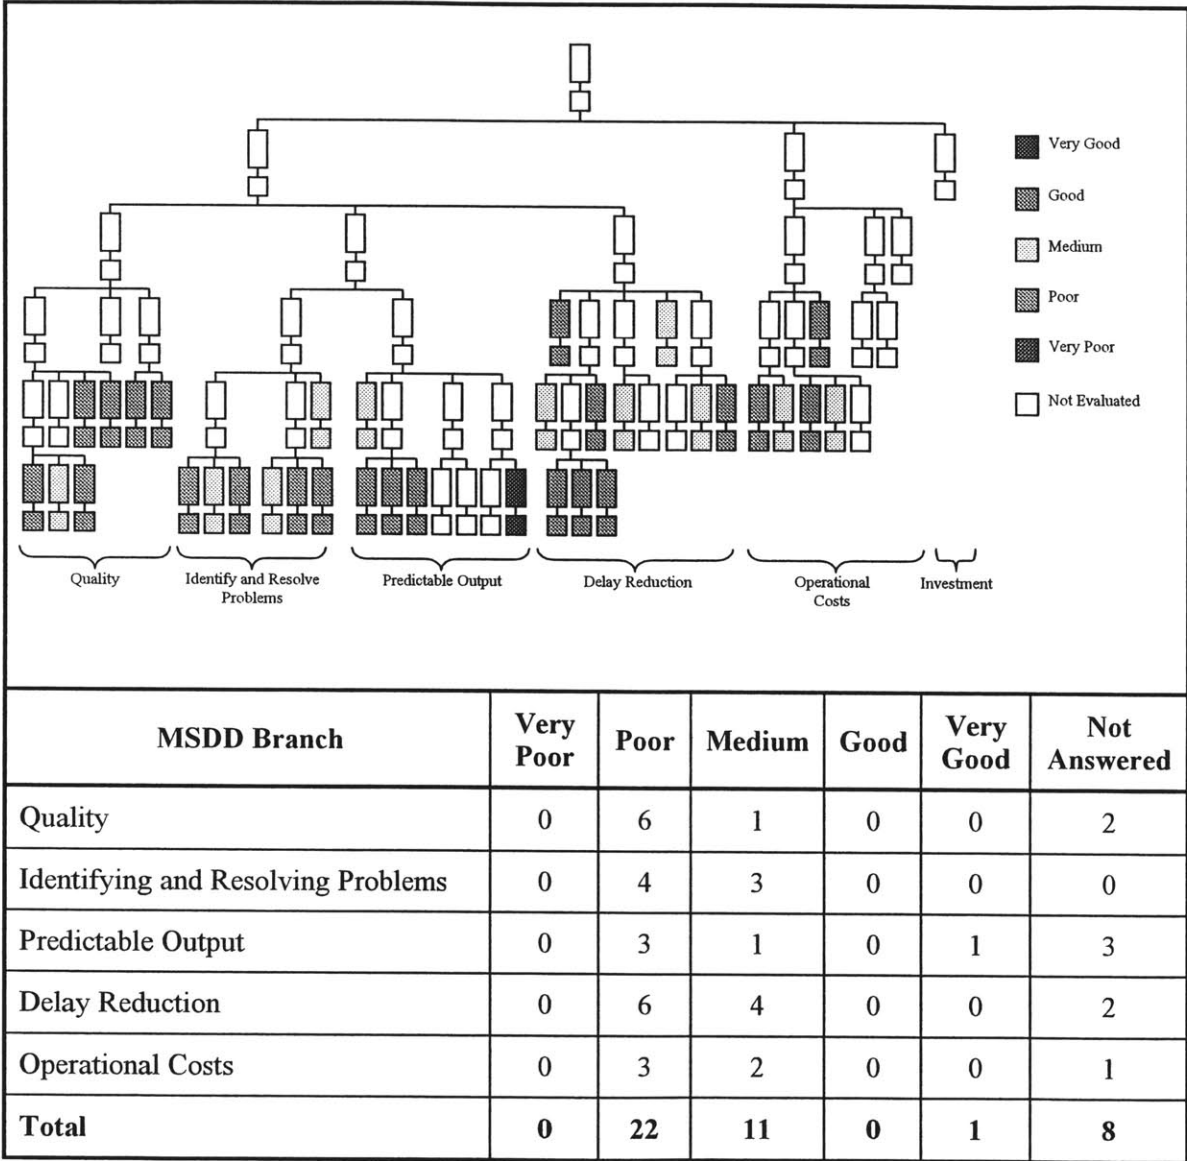 Very Good
Good
Medium
Poor
Very Poor
Not Evaluated
Quality
Identify and Resolve
Problems
Predictable Output
Delay Reduction
Operational
Costs
Investment
MSDD Branch Very Poor Poor Medium Good Very Good Not Answered
Quality 0 6 1 0 0 2
Identifying and Resolving Problems 0 4 3 0 0 0
Predictable Output 0 3 1 0 1 3
Delay Reduction 0 6 4 0 0 2
Operational Costs 0 3 2 0 0 1
Total 0 22 11 0 1 8